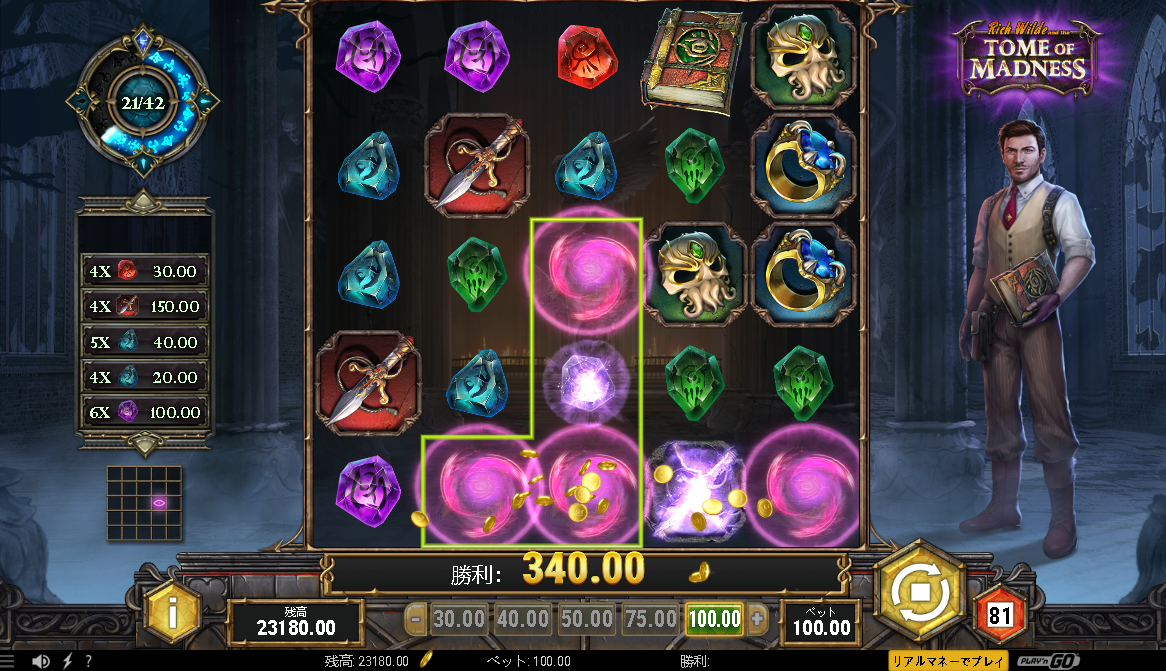 Rich Wilde and the
TOME OF
MADNESS
21/42
4X 30.00
4X 150.00
5X 40.00
4X 20.00
6X 100.00
勝利: 340.00
i
残高
23180.00
- 30.00 40.00 50.00 75.00 100.00 +
ベット
100.00
81
?
残高: 23180.00
ベット: 100.00
勝利:
リアルマネーでプレイ
PLAY'n GO